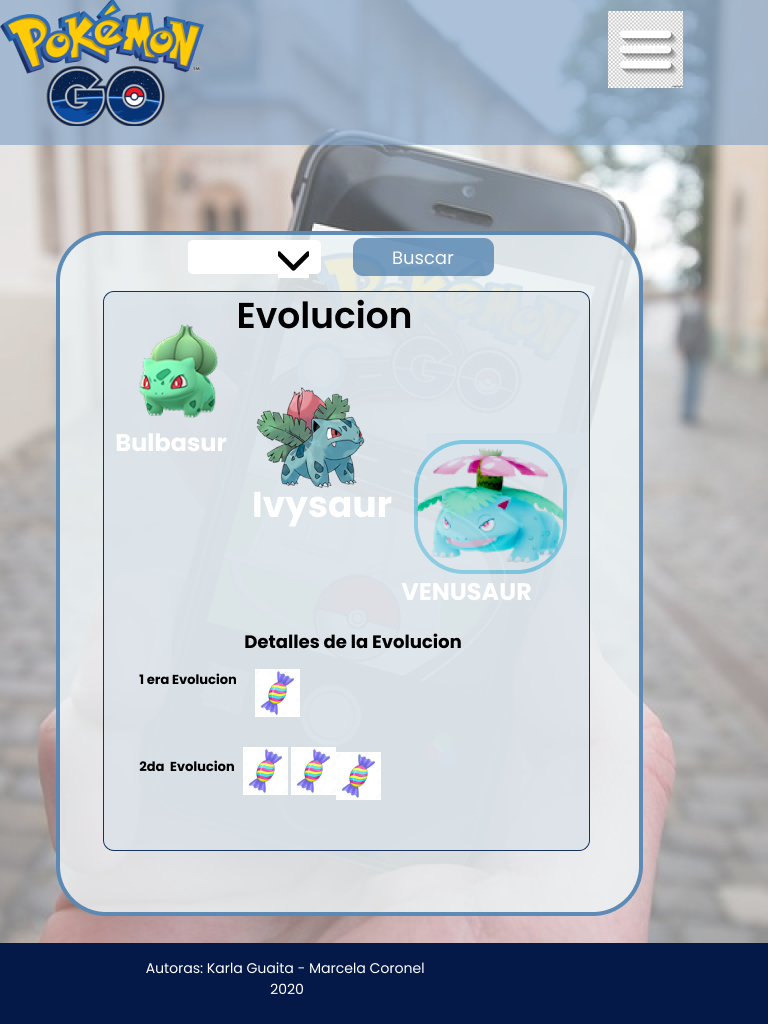 Pokémon
GO
Buscar
Evolucion
Bulbasur
Ivysaur
VENUSAUR
Detalles de la Evolucion
1 era Evolucion
2da Evolucion
Autoras: Karla Guaita - Marcela Coronel
2020